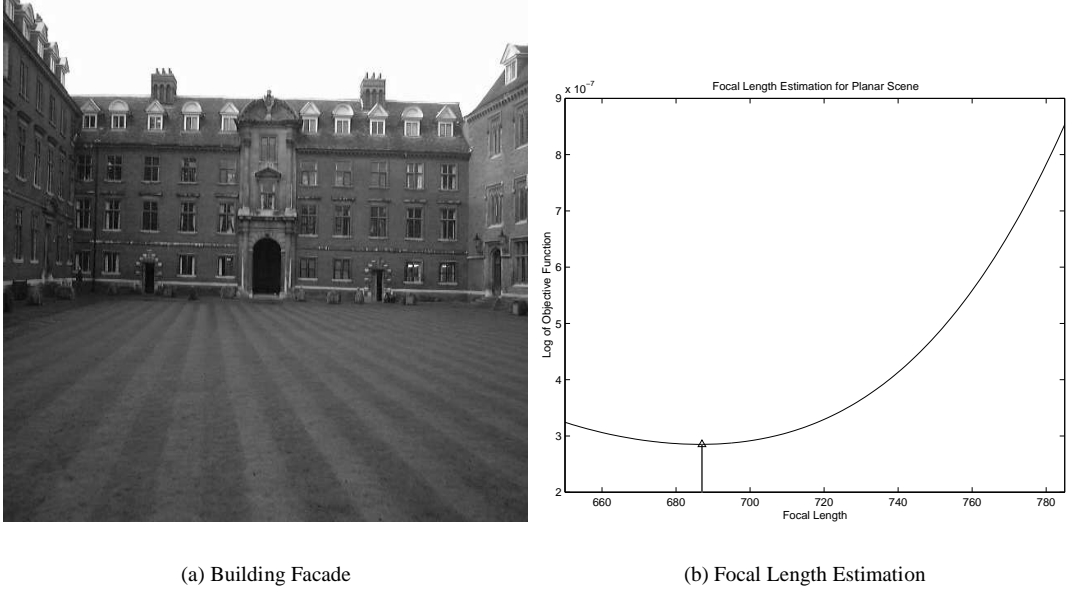 x 10⁻⁷
Focal Length Estimation for Planar Scene
9
8
7
6
5
4
3
2
Log of Objective Function
660 680 700 720 740 760 780
Focal Length
(a) Building Facade
(b) Focal Length Estimation